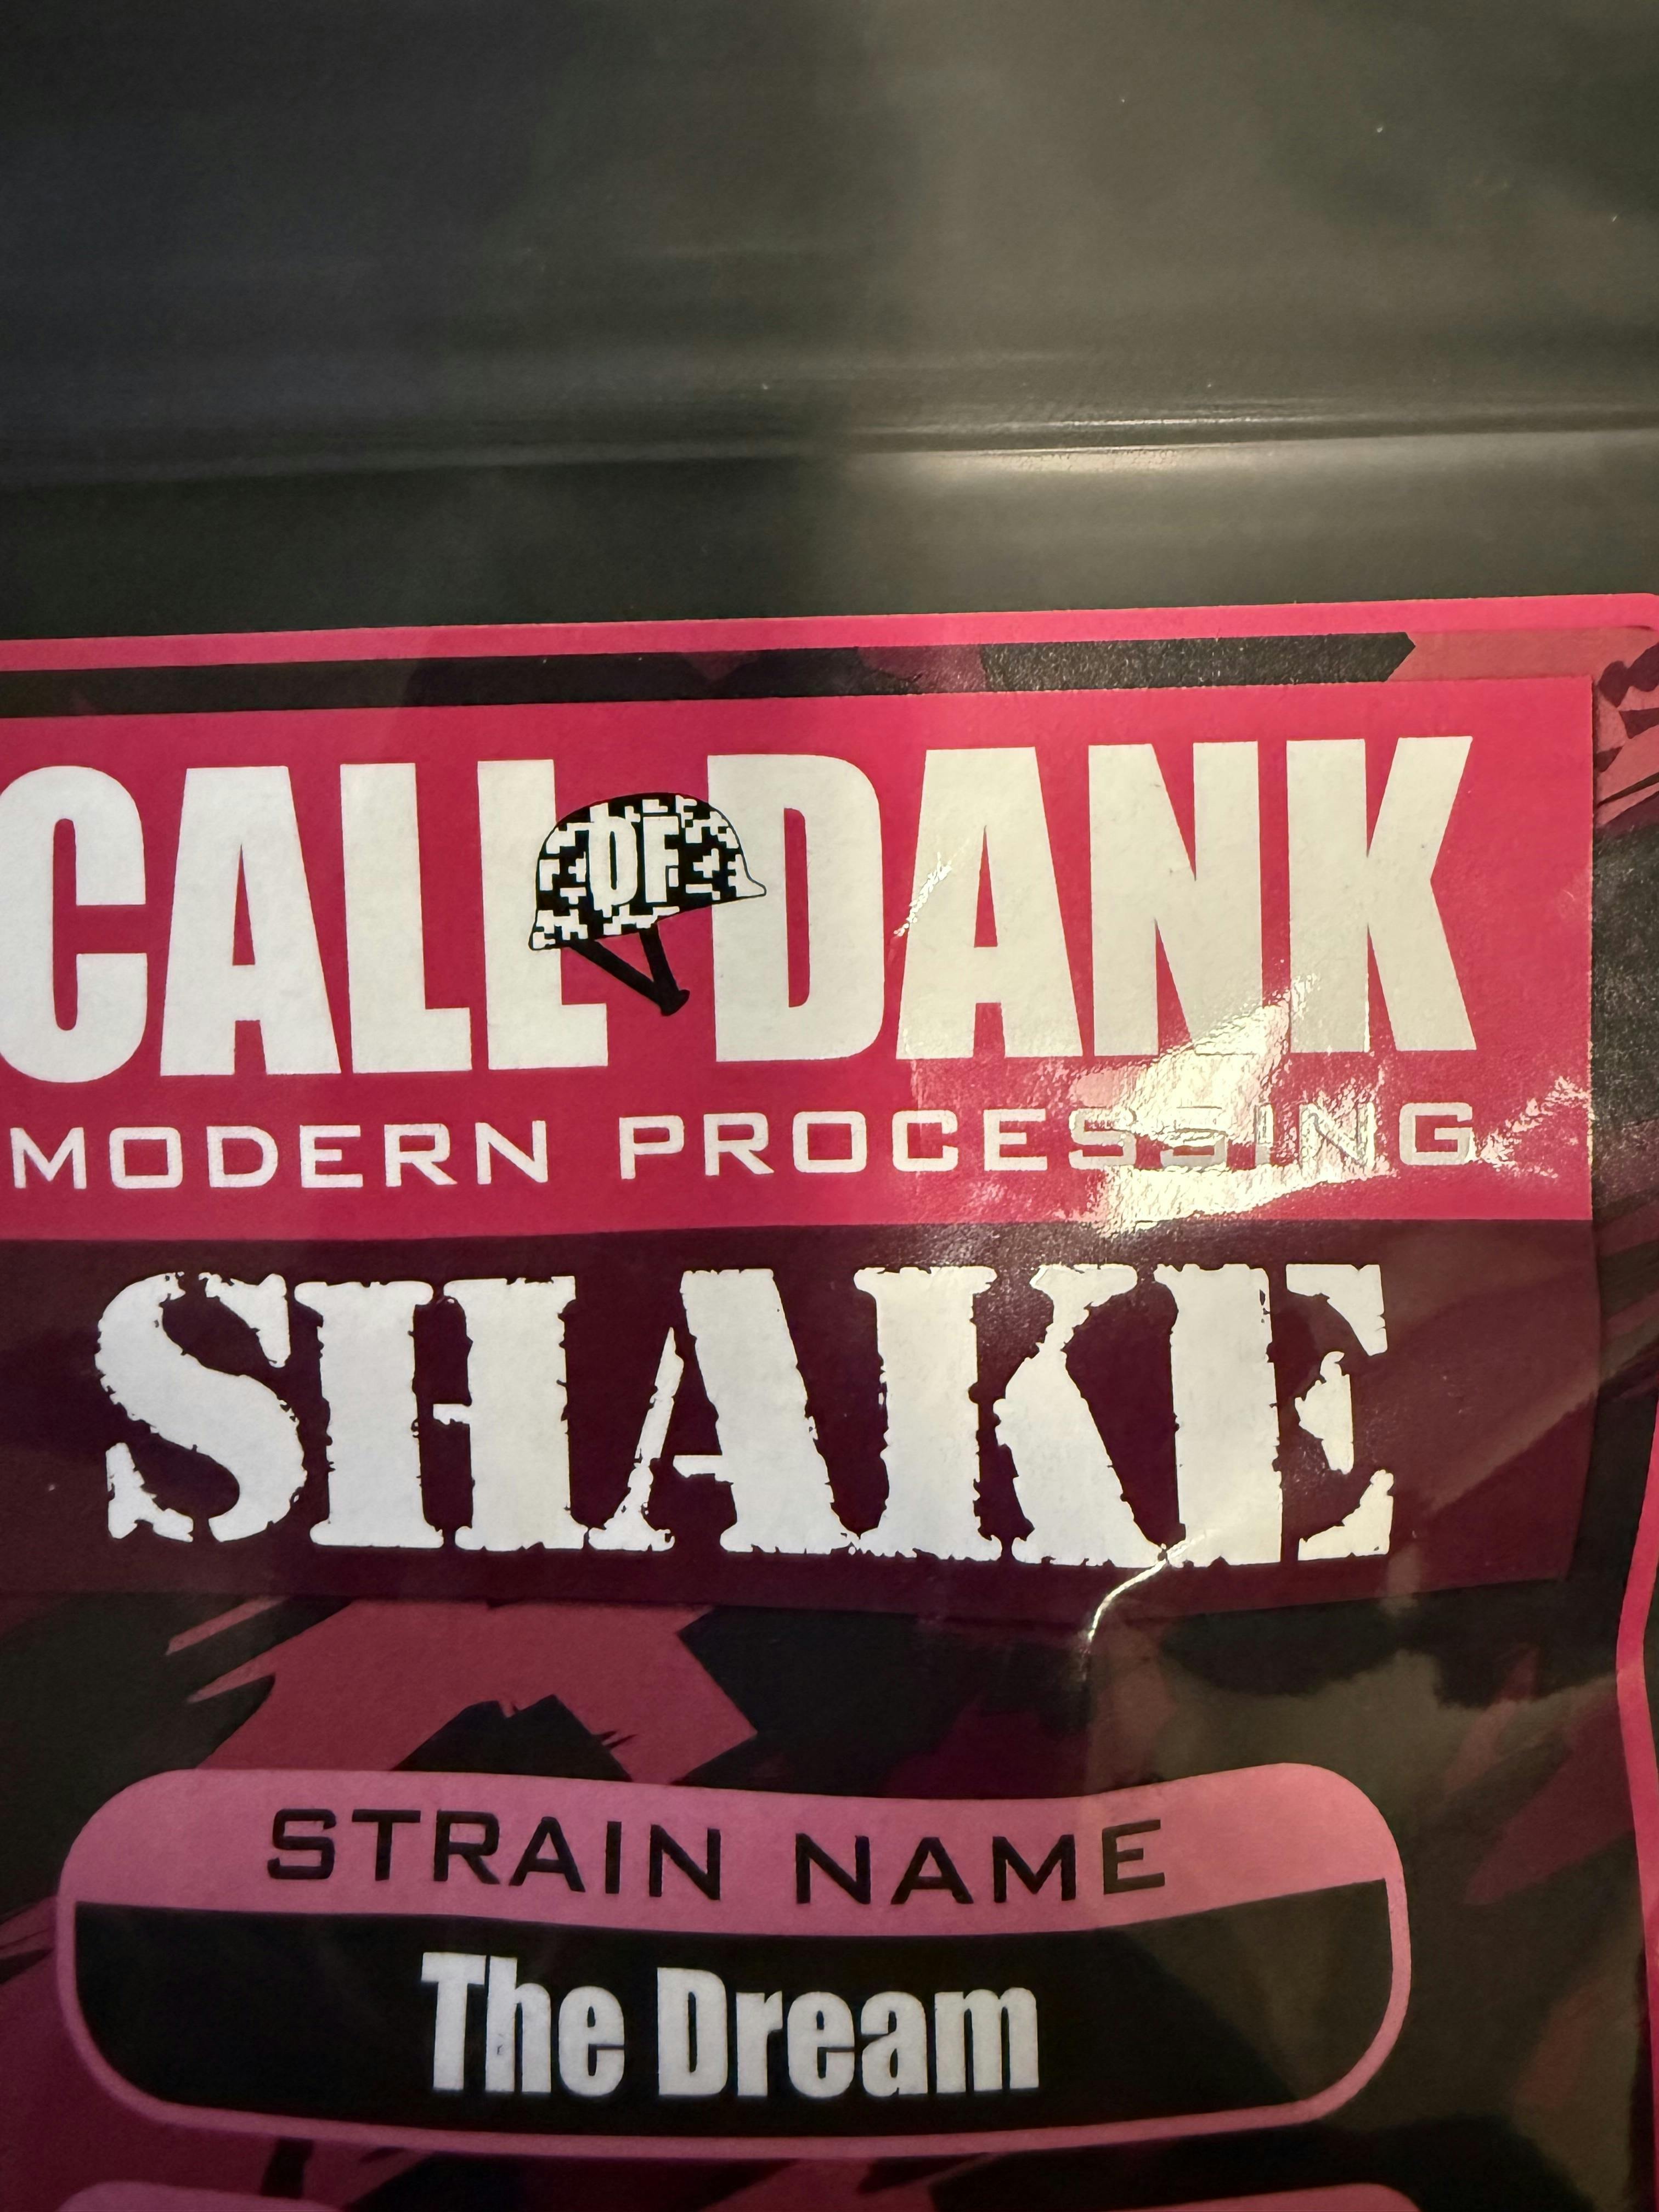 CALL OF DANK
MODERN PROCESSING
SHAKE
STRAIN NAME
The Dream